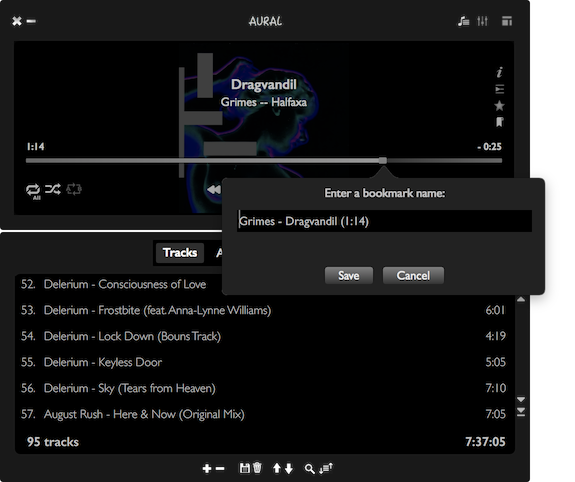 AURAL
Dragvandil
Grimes -- Halfaxa
1:14
- 0:25
All
Enter a bookmark name:
Grimes - Dragvandil (1:14)
Save
Cancel
Tracks
52. Delerium - Consciousness of Love
53. Delerium - Frostbite (feat. Anna-Lynne Williams) 6:01
54. Delerium - Lock Down (Bouns Track) 4:19
55. Delerium - Keyless Door 5:05
56. Delerium - Sky (Tears from Heaven) 7:10
57. August Rush - Here & Now (Original Mix) 7:05
95 tracks 7:37:05